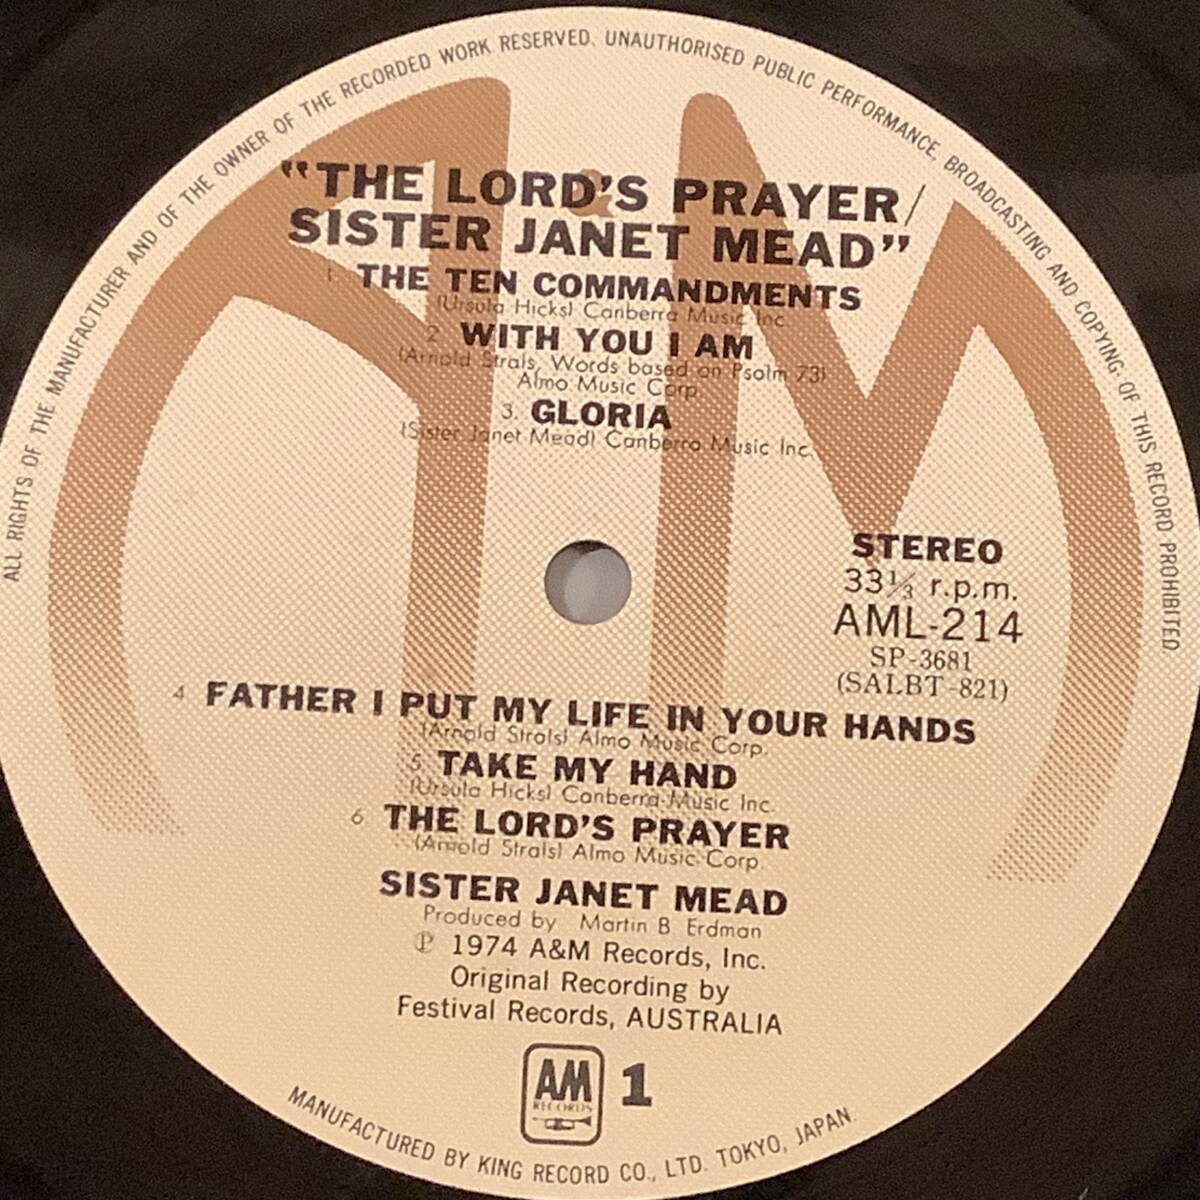 ALL RIGHTS OF THE MANUFACTURER AND OF THE OWNER OF THE RECORDED WORK RESERVED. UNAUTHORISED PUBLIC PERFORMANCE, BROADCASTING AND COPYING OF THIS RECORD PROHIBITED
"THE LORD'S PRAYER/
SISTER JANET MEAD"
1. THE TEN COMMANDMENTS
(Ursula Hicks) Canberra Music Inc.
2. WITH YOU I AM
(Arnold Strals, Words based on Psalm 73)
Almo Music Corp.
3. GLORIA
(Sister Janet Mead) Canberra Music Inc.
STEREO
33⅓ r.p.m.
AML-214
SP-3681
(SALBT-821)
4 FATHER I PUT MY LIFE IN YOUR HANDS
(Arnold Strals) Almo Music Corp.
5. TAKE MY HAND
(Ursula Hicks) Canberra Music Inc.
6 THE LORD'S PRAYER
(Arnold Strals) Almo Music Corp.
SISTER JANET MEAD
Produced by Martin B. Erdman
℗ 1974 A&M Records, Inc.
Original Recording by
Festival Records, AUSTRALIA
AM 1
RECORDS
MANUFACTURED BY KING RECORD CO., LTD. TOKYO, JAPAN.